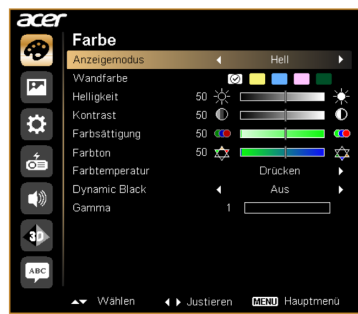 acer
Farbe
Anzeigemodus Hell
Wandfarbe
Helligkeit 50
Kontrast 50
Farbsättigung 50
Farbton 50
Farbtemperatur Drücken
Dynamic Black Aus
Gamma 1
3D
ABC
Wählen Justieren MENU Hauptmenü